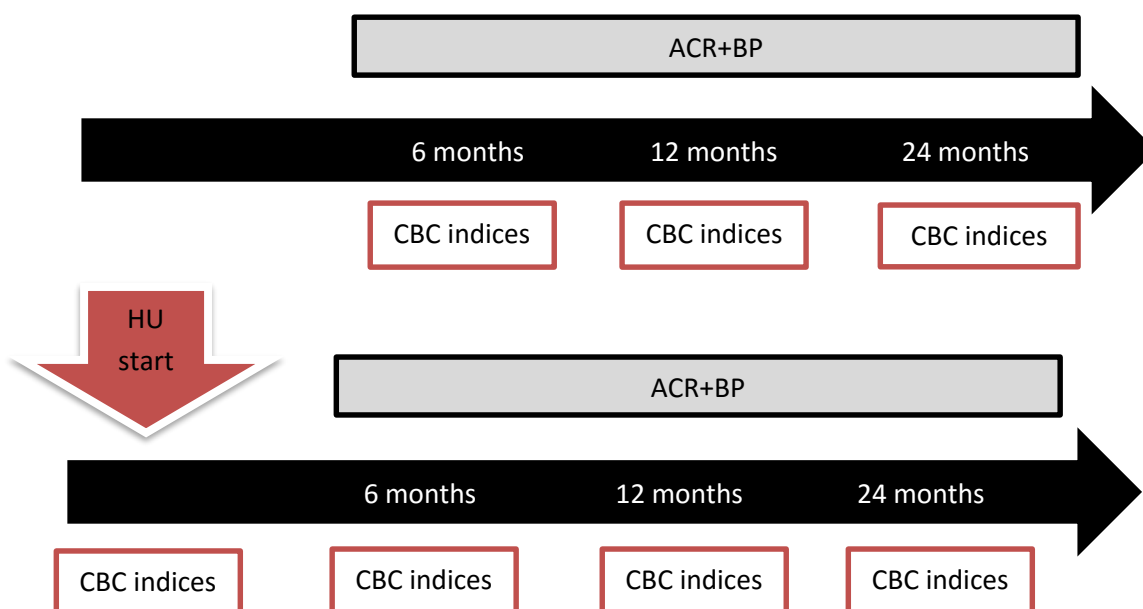 ACR+BP
6 months 12 months 24 months
CBC indices CBC indices CBC indices
HU
start
ACR+BP
6 months 12 months 24 months
CBC indices CBC indices CBC indices CBC indices